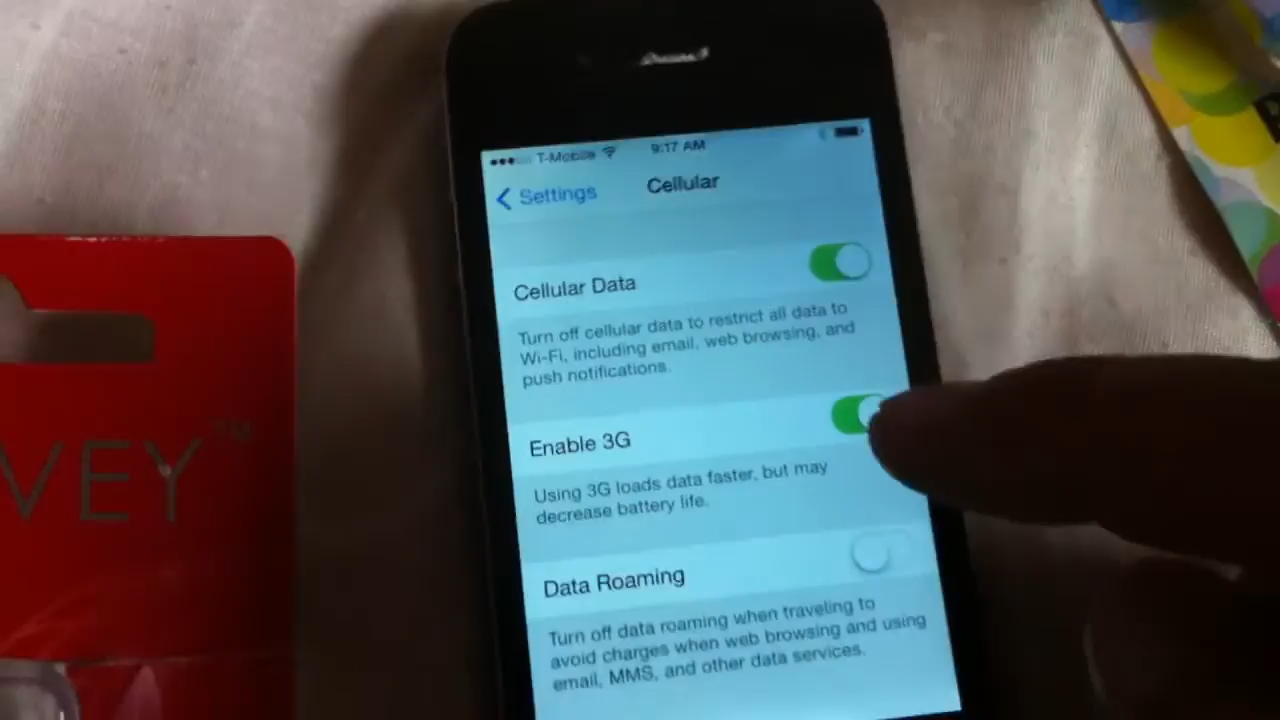 T-Mobile 9:17 AM
Settings Cellular
Cellular Data
Turn off cellular data to restrict all data to
Wi-Fi, including email, web browsing, and
push notifications.
Enable 3G
Using 3G loads data faster, but may
decrease battery life.
Data Roaming
Turn off data roaming when traveling to
avoid charges when web browsing and using
email, MMS, and other data services.
VEY™